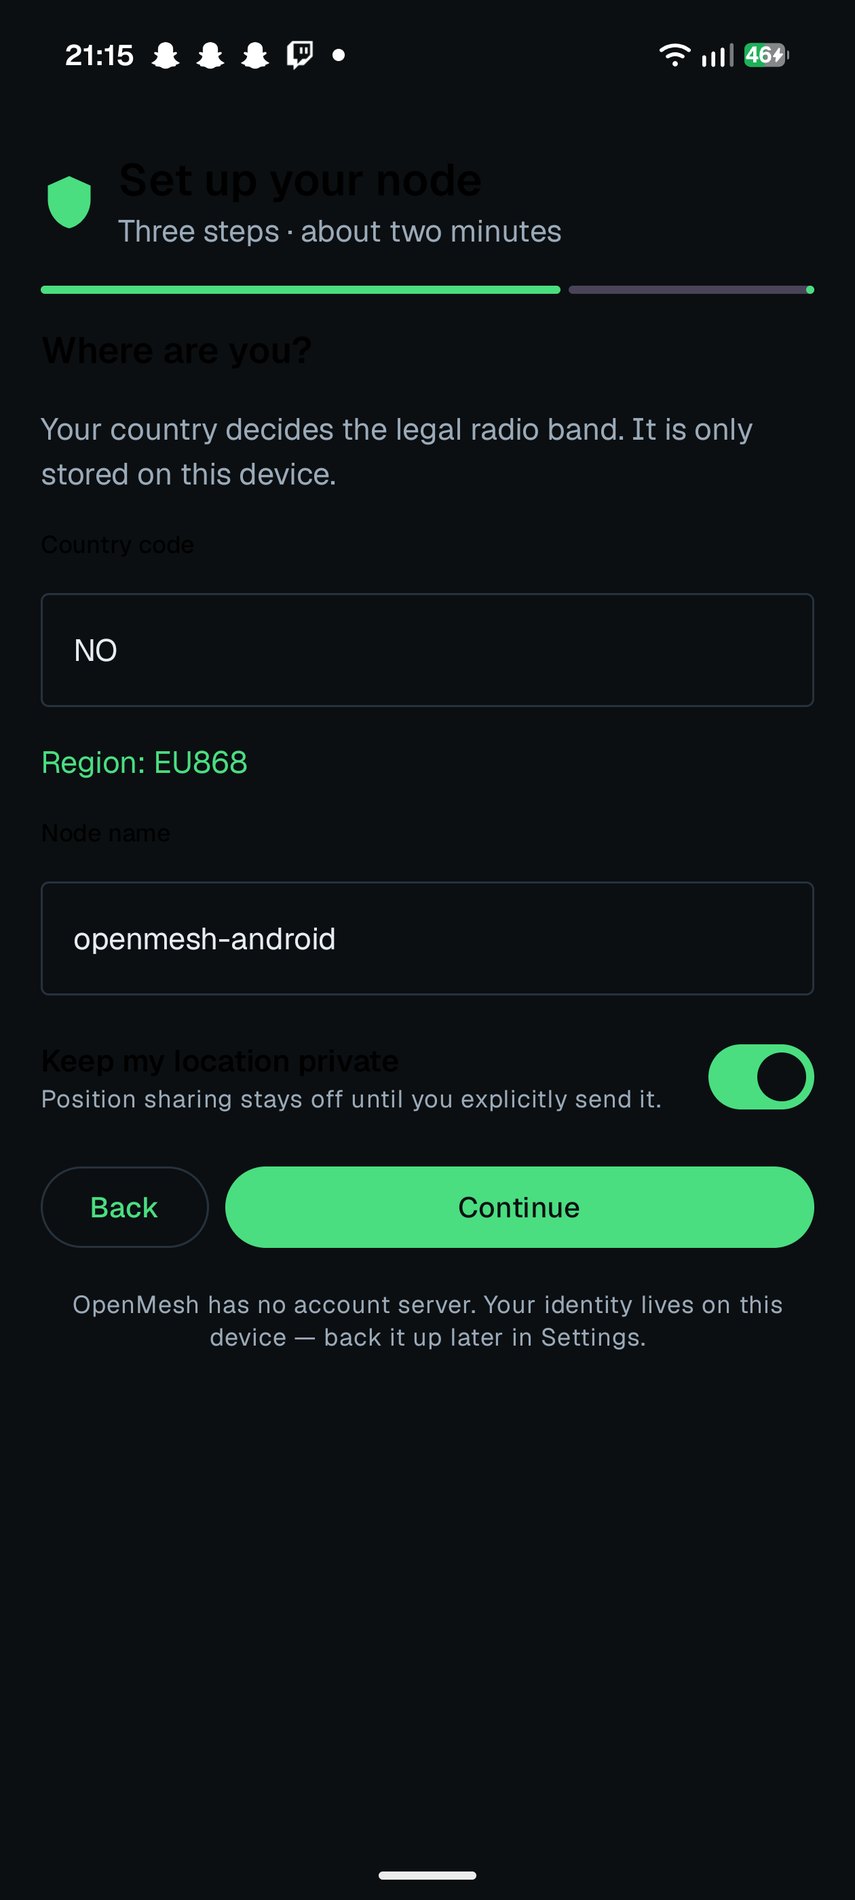 21:15
46
Set up your node
Three steps · about two minutes
Where are you?
Your country decides the legal radio band. It is only
stored on this device.
Country code
NO
Region: EU868
Node name
openmesh-android
Keep my location private
Position sharing stays off until you explicitly send it.
Back
Continue
OpenMesh has no account server. Your identity lives on this
device — back it up later in Settings.